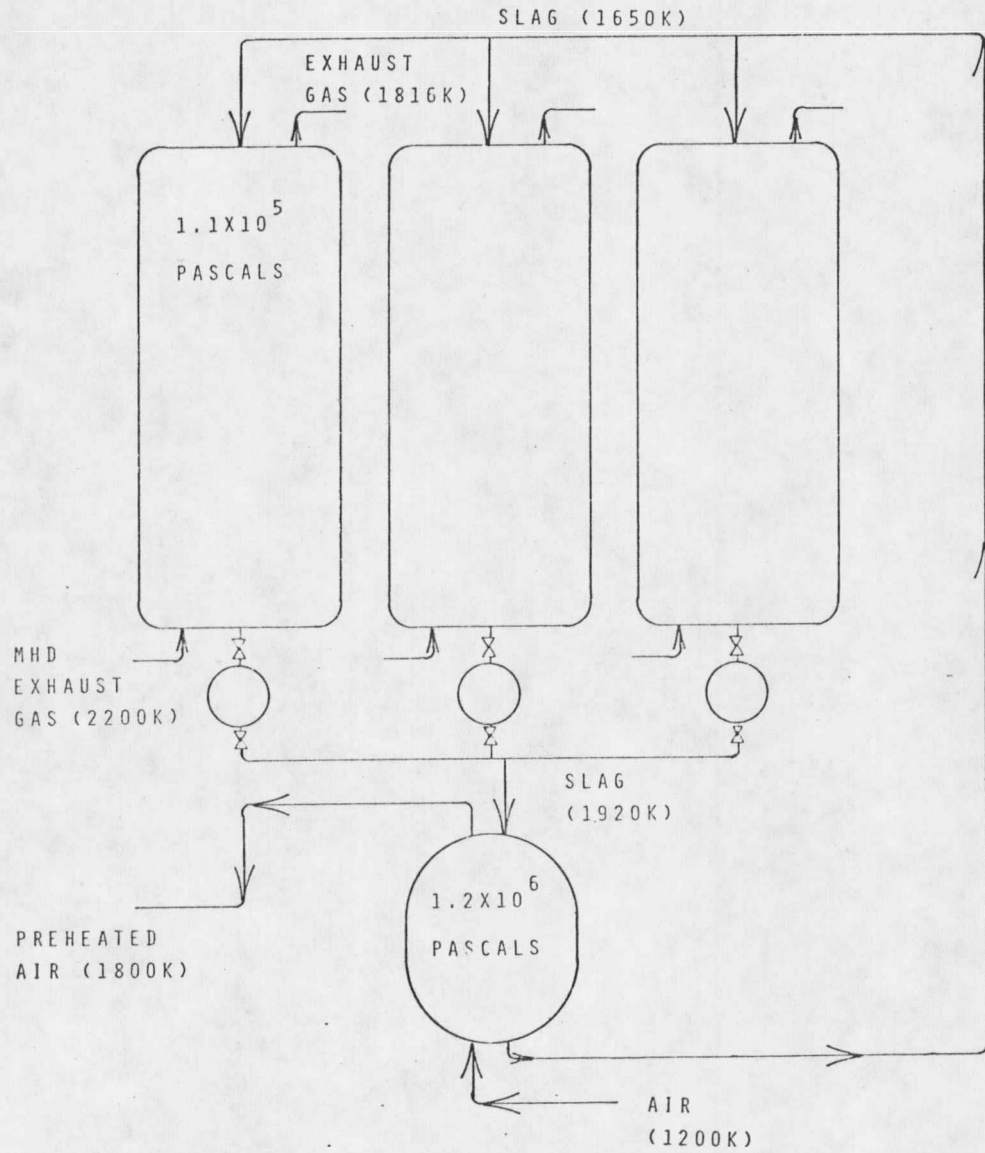 SLAG (1650K)
EXHAUST
GAS (1816K)
1.1X10^5
PASCALS
MHD
EXHAUST
GAS (2200K)
SLAG
(1920K)
1.2X10^6
PASCALS
PREHEATED
AIR (1800K)
AIR
(1200K)